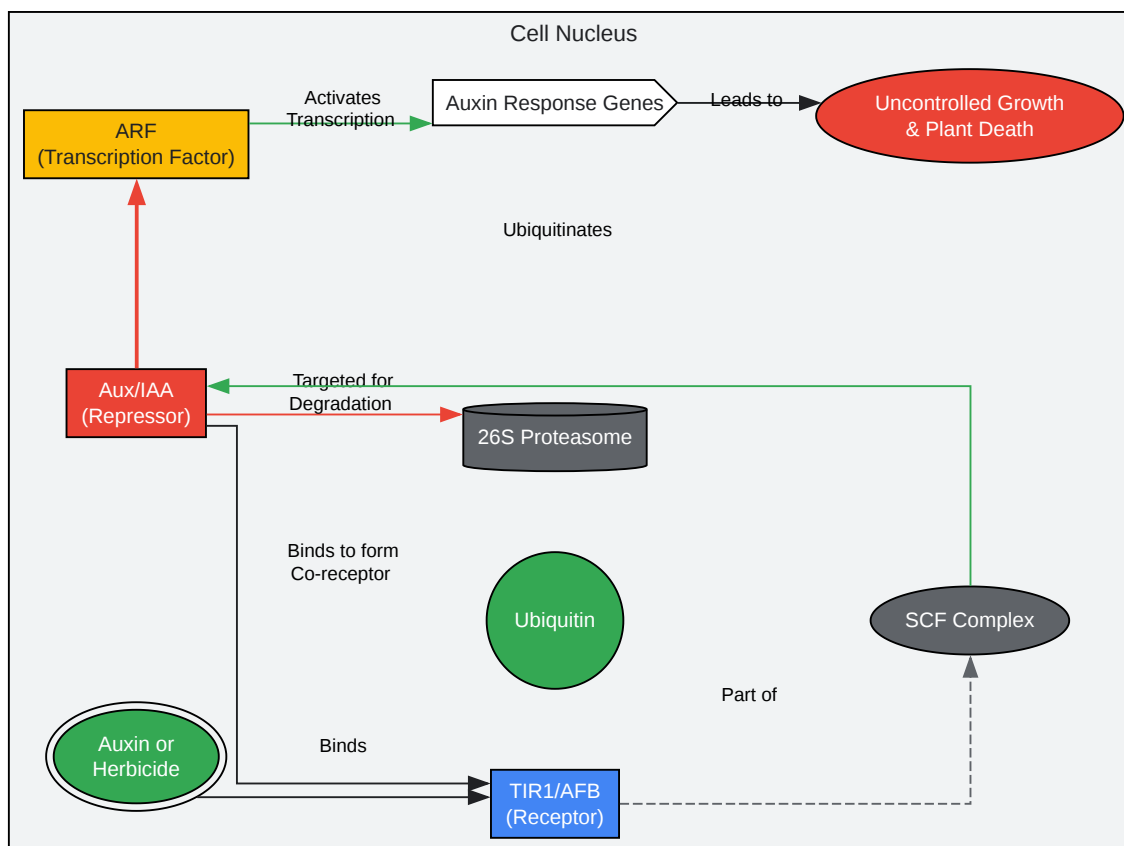 Cell Nucleus
Activates
Transcription
Auxin Response Genes
Leads to
Uncontrolled Growth
& Plant Death
ARF
(Transcription Factor)
Ubiquitinates
Aux/IAA
(Repressor)
Targeted for
Degradation
26S Proteasome
Binds to form
Co-receptor
Ubiquitin
SCF Complex
Part of
Auxin or
Herbicide
Binds
TIR1/AFB
(Receptor)